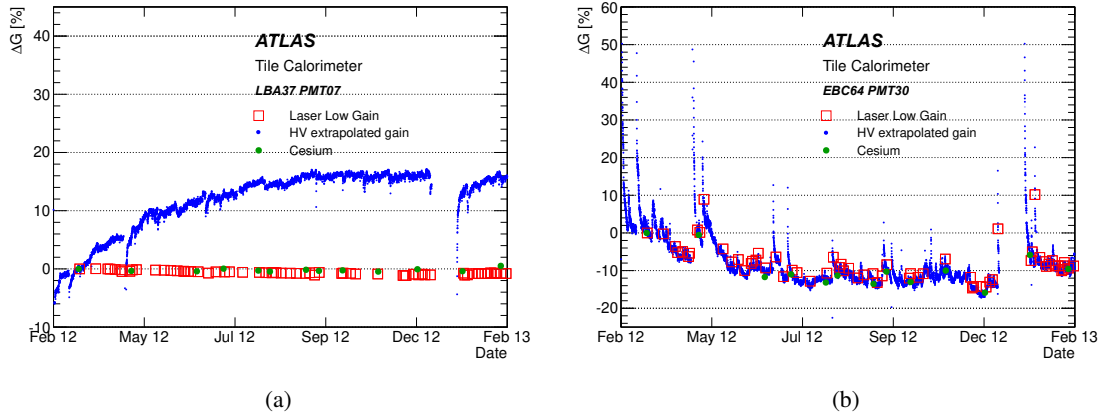 ΔG [%]
40
30
20
10
0
-10
ATLAS
Tile Calorimeter
LBA37 PMT07
Laser Low Gain
HV extrapolated gain
Cesium
Feb 12
May 12
Jul 12
Sep 12
Dec 12
Feb 13
Date
(a)
ΔG [%]
60
50
40
30
20
10
0
-10
-20
ATLAS
Tile Calorimeter
EBC64 PMT30
Laser Low Gain
HV extrapolated gain
Cesium
Feb 12
May 12
Jul 12
Sep 12
Dec 12
Feb 13
Date
(b)